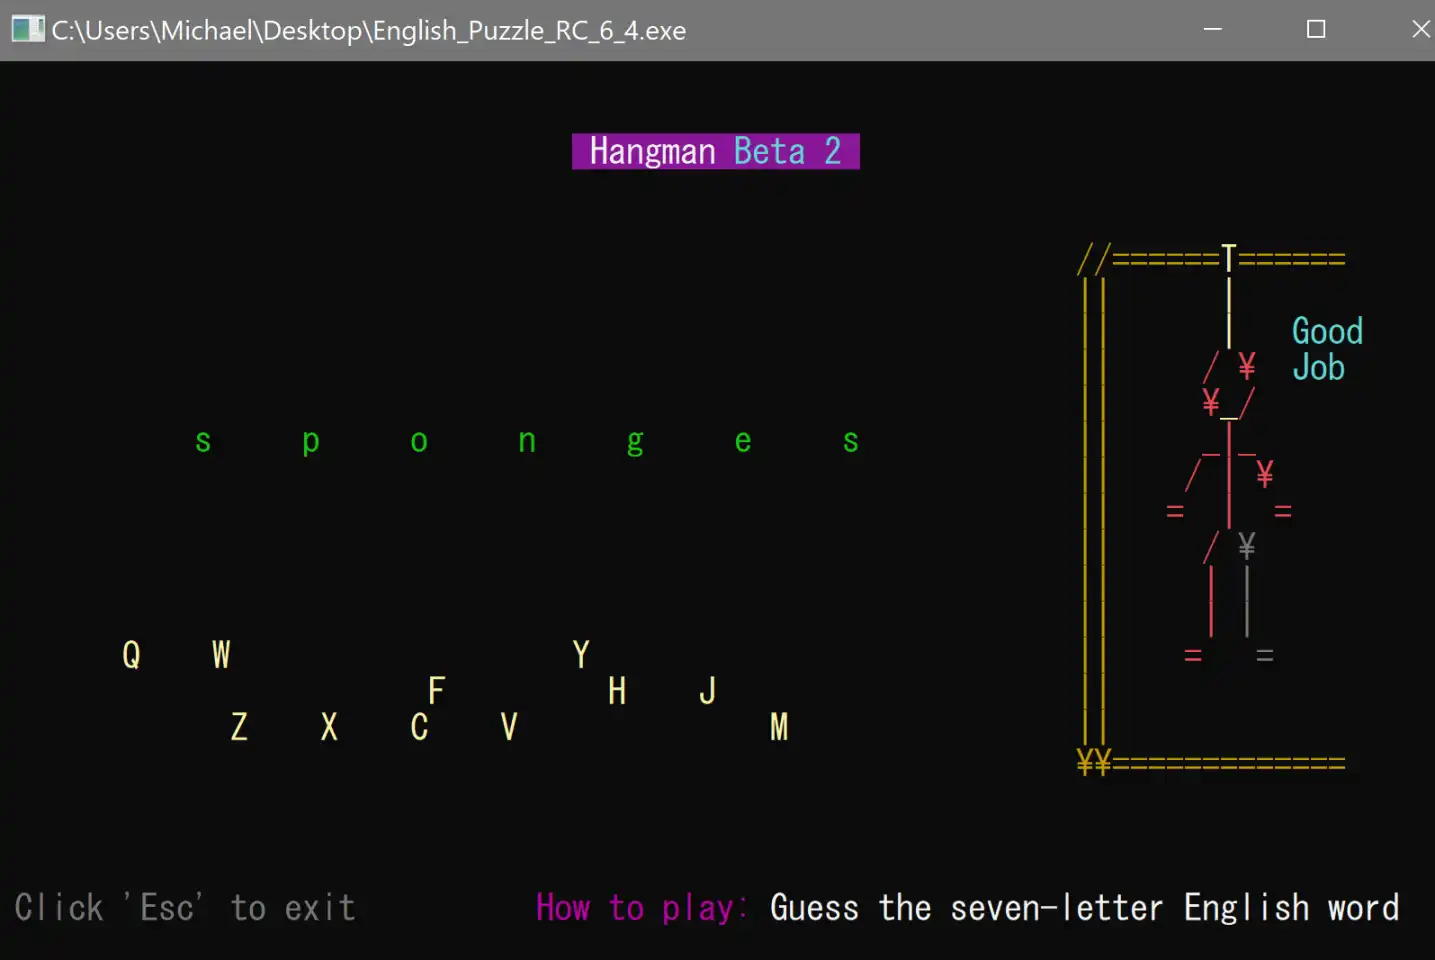 C:\Users\Michael\Desktop\English_Puzzle_RC_6_4.exe
Hangman Beta 2
//======T======
||      |
||      |   Good
||     / ¥  Job
||     ¥_/
s p o n g e s
||     _|_
||    / | ¥
||   =  |  =
||     / ¥
||     | |
||     | |
Q W Y
||    =   =
F H J
Z X C V M
¥¥=============
Click 'Esc' to exit
How to play: Guess the seven-letter English word